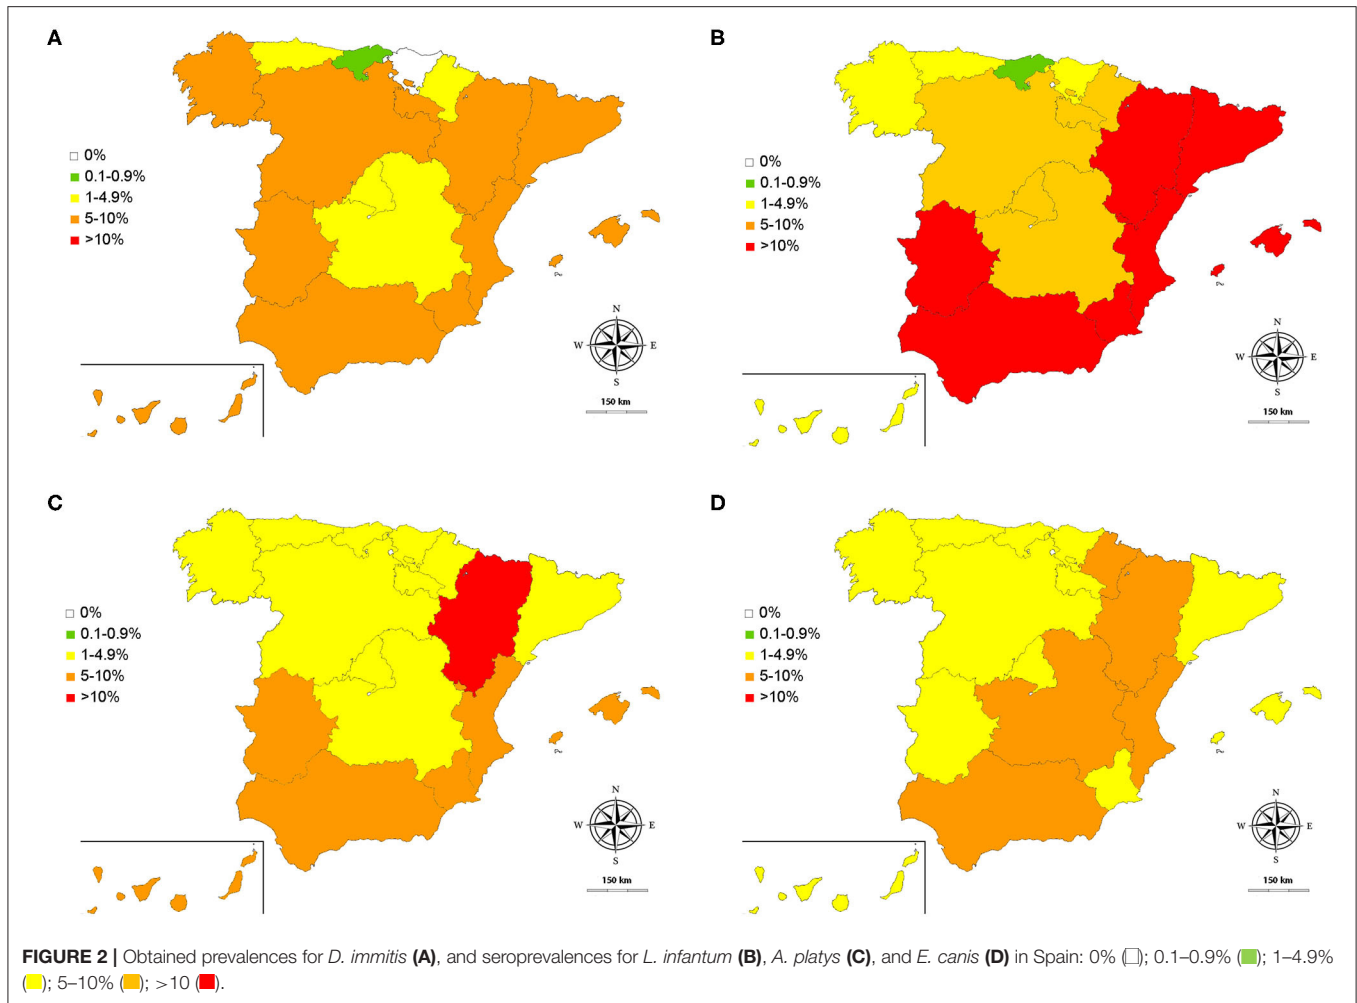 A
0%
0.1-0.9%
1-4.9%
5-10%
>10%
N
W E
S
150 km
B
0%
0.1-0.9%
1-4.9%
5-10%
>10%
N
W E
S
150 km
C
0%
0.1-0.9%
1-4.9%
5-10%
>10%
N
W E
S
150 km
D
0%
0.1-0.9%
1-4.9%
5-10%
>10%
N
W E
S
150 km
FIGURE 2 | Obtained prevalences for D. immitis (A), and seroprevalences for L. infantum (B), A. platys (C), and E. canis (D) in Spain: 0% (); 0.1–0.9% (); 1–4.9%
(); 5–10% (); >10 ().